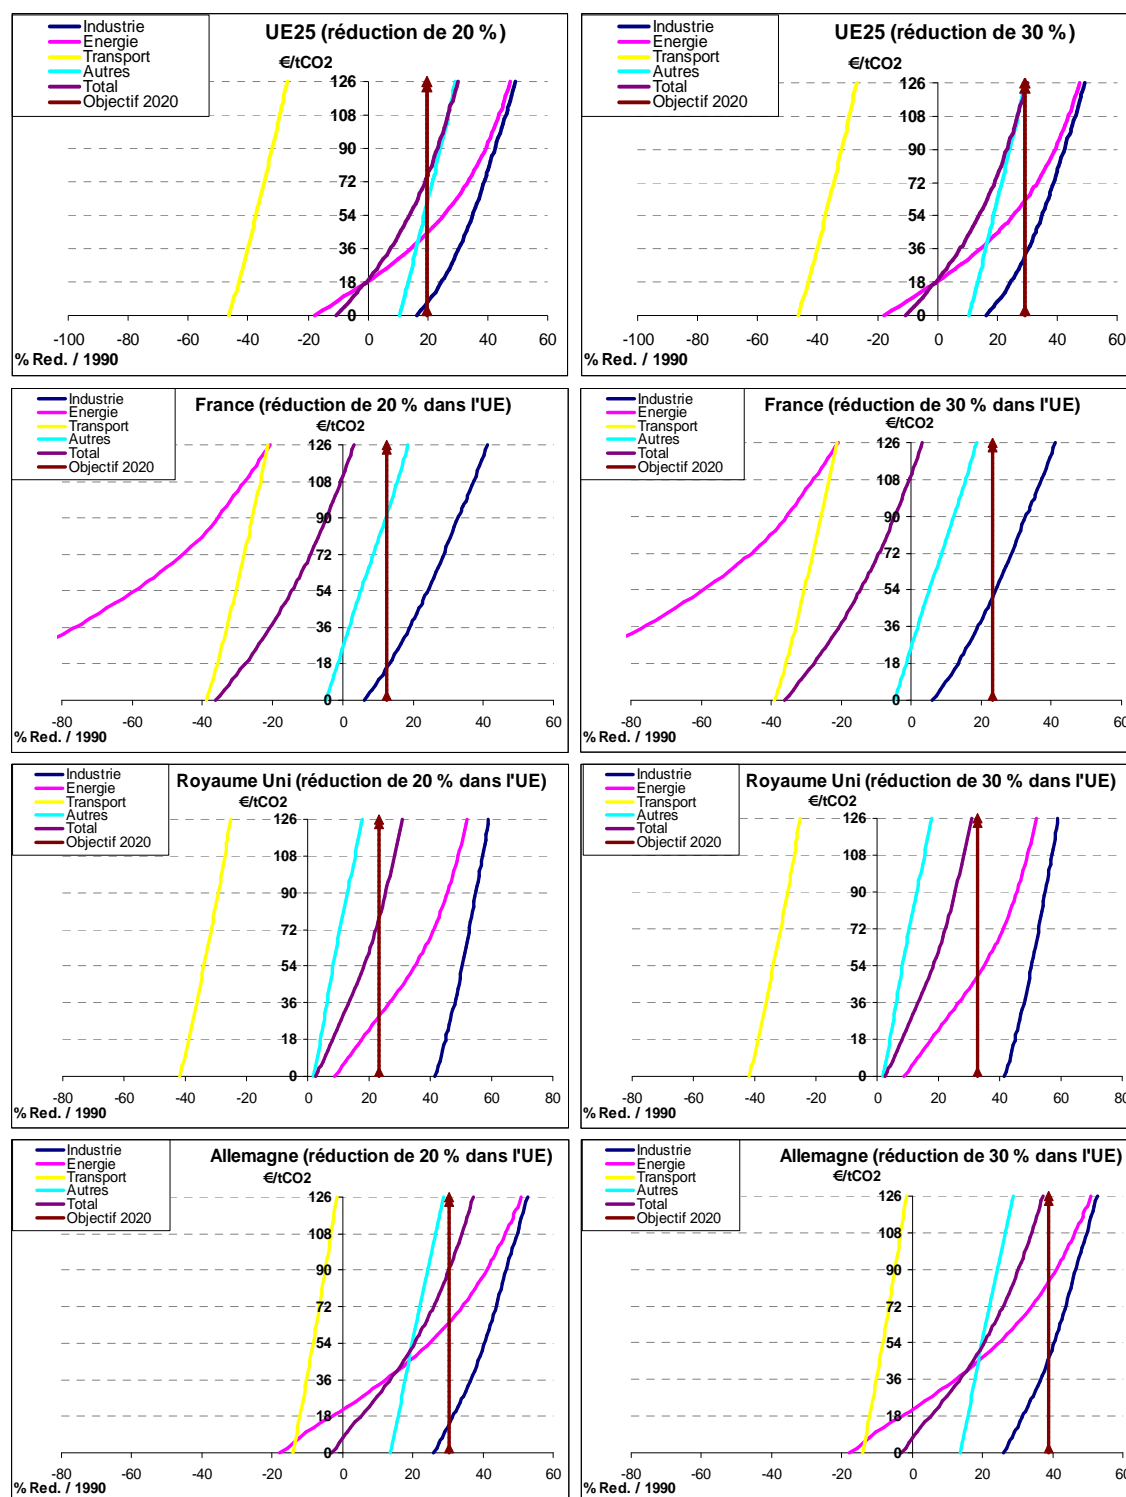 UE25 (réduction de 20 %)
Industrie
Energie
Transport
Autres
Total
Objectif 2020
€/tCO2
126
108
90
72
54
36
18
0
-100 -80 -60 -40 -20 0 20 40 60
% Red. / 1990
UE25 (réduction de 30 %)
Industrie
Energie
Transport
Autres
Total
Objectif 2020
€/tCO2
126
108
90
72
54
36
18
0
-100 -80 -60 -40 -20 0 20 40 60
% Red. / 1990
France (réduction de 20 % dans l'UE)
Industrie
Energie
Transport
Autres
Total
Objectif 2020
€/tCO2
126
108
90
72
54
36
18
0
-80 -60 -40 -20 0 20 40 60
% Red. / 1990
France (réduction de 30 % dans l'UE)
Industrie
Energie
Transport
Autres
Total
Objectif 2020
€/tCO2
126
108
90
72
54
36
18
0
-80 -60 -40 -20 0 20 40 60
% Red. / 1990
Royaume Uni (réduction de 20 % dans l'UE)
Industrie
Energie
Transport
Autres
Total
Objectif 2020
€/tCO2
126
108
90
72
54
36
18
0
-80 -60 -40 -20 0 20 40 60 80
% Red. / 1990
Royaume Uni (réduction de 30 % dans l'UE)
Industrie
Energie
Transport
Autres
Total
Objectif 2020
€/tCO2
126
108
90
72
54
36
18
0
-80 -60 -40 -20 0 20 40 60 80
% Red. / 1990
Allemagne (réduction de 20 % dans l'UE)
Industrie
Energie
Transport
Autres
Total
Objectif 2020
€/tCO2
126
108
90
72
54
36
18
0
-80 -60 -40 -20 0 20 40 60
% Red. / 1990
Allemagne (réduction de 30 % dans l'UE)
Industrie
Energie
Transport
Autres
Total
Objectif 2020
€/tCO2
126
108
90
72
54
36
18
0
-80 -60 -40 -20 0 20 40 60
% Red. / 1990